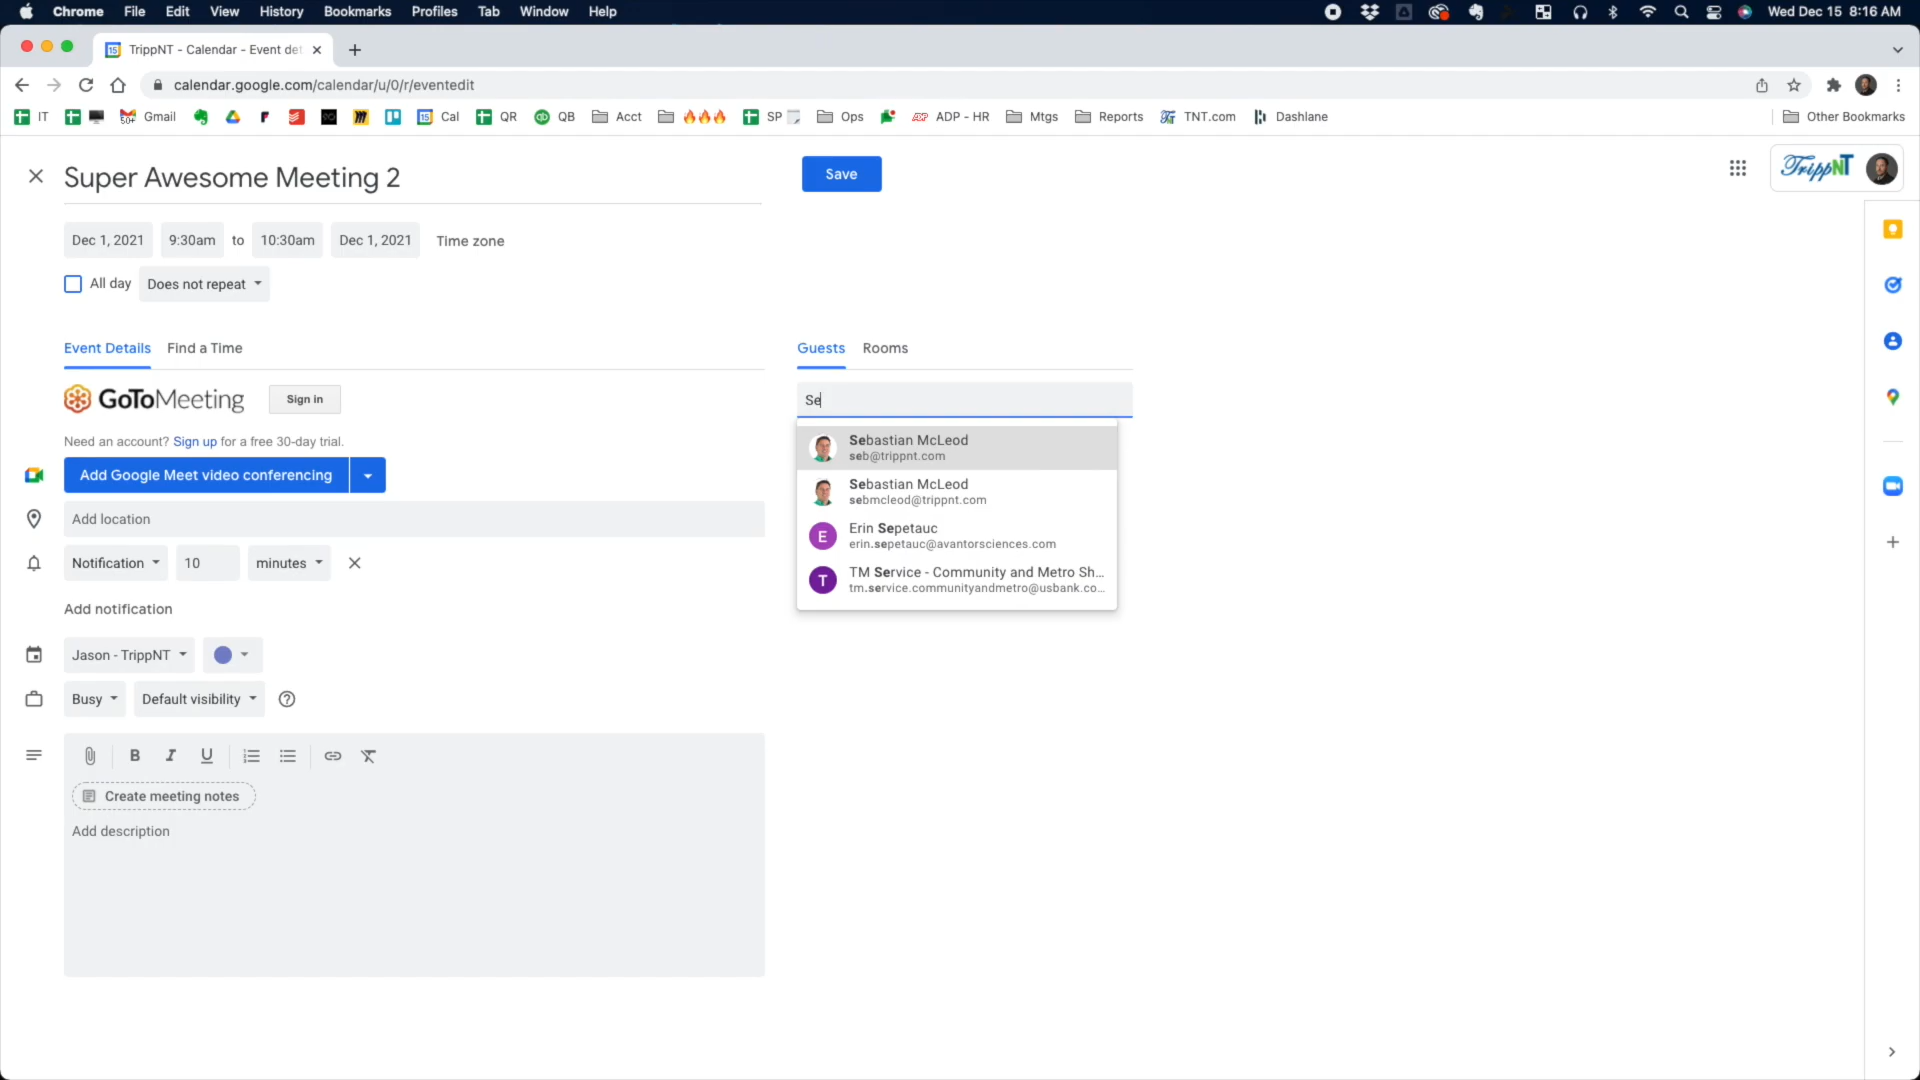 Chrome File Edit View History Bookmarks Profiles Tab Window Help Wed Dec 15 8:16 AM
TrippNT - Calendar - Event det
calendar.google.com/calendar/u/0/r/eventedit
IT Gmail Cal QR QB Acct SP Ops ADP - HR Mtgs Reports TNT.com Dashlane Other Bookmarks
Super Awesome Meeting 2
Save
TrippNT
Dec 1, 2021 9:30am to 10:30am Dec 1, 2021 Time zone
All day Does not repeat
Event Details Find a Time
Guests Rooms
GoToMeeting Sign in
Se
Need an account? Sign up for a free 30-day trial.
Sebastian McLeod
seb@trippnt.com
Add Google Meet video conferencing
Sebastian McLeod
sebmcleod@trippnt.com
Add location
E Erin Sepetauc
erin.sepetauc@avantorsciences.com
Notification 10 minutes
T TM Service - Community and Metro Sh...
tm.service.communityandmetro@usbank.co...
Add notification
Jason - TrippNT
Busy Default visibility
B I U
Create meeting notes
Add description